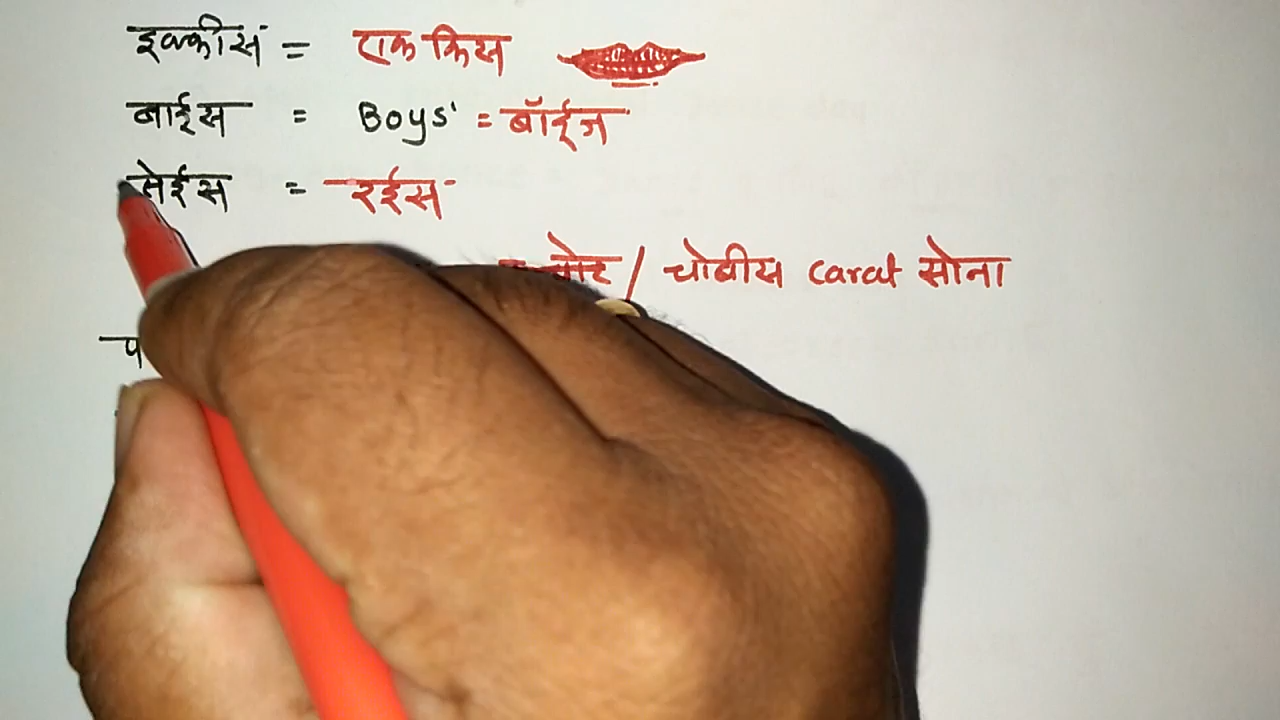 इक्कीस = एक किस
बाईस = Boys' = बॉईज
तेईस = रईस
चोर / चोबीस carat सोना
प